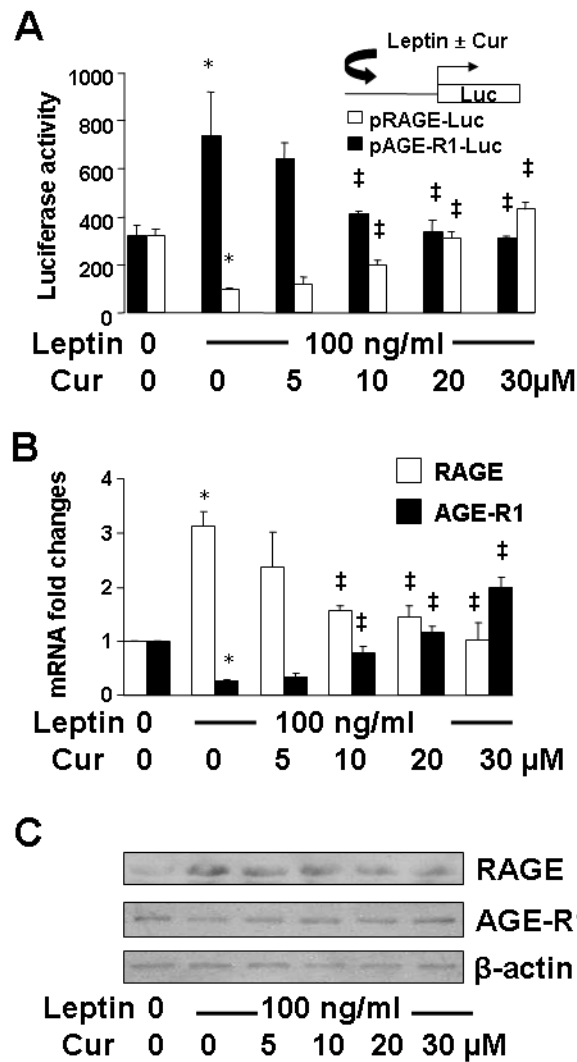 A
Leptin ± Cur
Luc
pRAGE-Luc
pAGE-R1-Luc
Luciferase activity
1000
800
600
400
200
0
*
*
‡
‡
‡
‡
‡
‡
Leptin 0 100 ng/ml
Cur 0 0 5 10 20 30µM
B
RAGE
AGE-R1
mRNA fold changes
4
3
2
1
0
*
*
‡
‡
‡
‡
‡
‡
Leptin 0 100 ng/ml
Cur 0 0 5 10 20 30 µM
C
RAGE
AGE-R1
β-actin
Leptin 0 100 ng/ml
Cur 0 0 5 10 20 30 µM